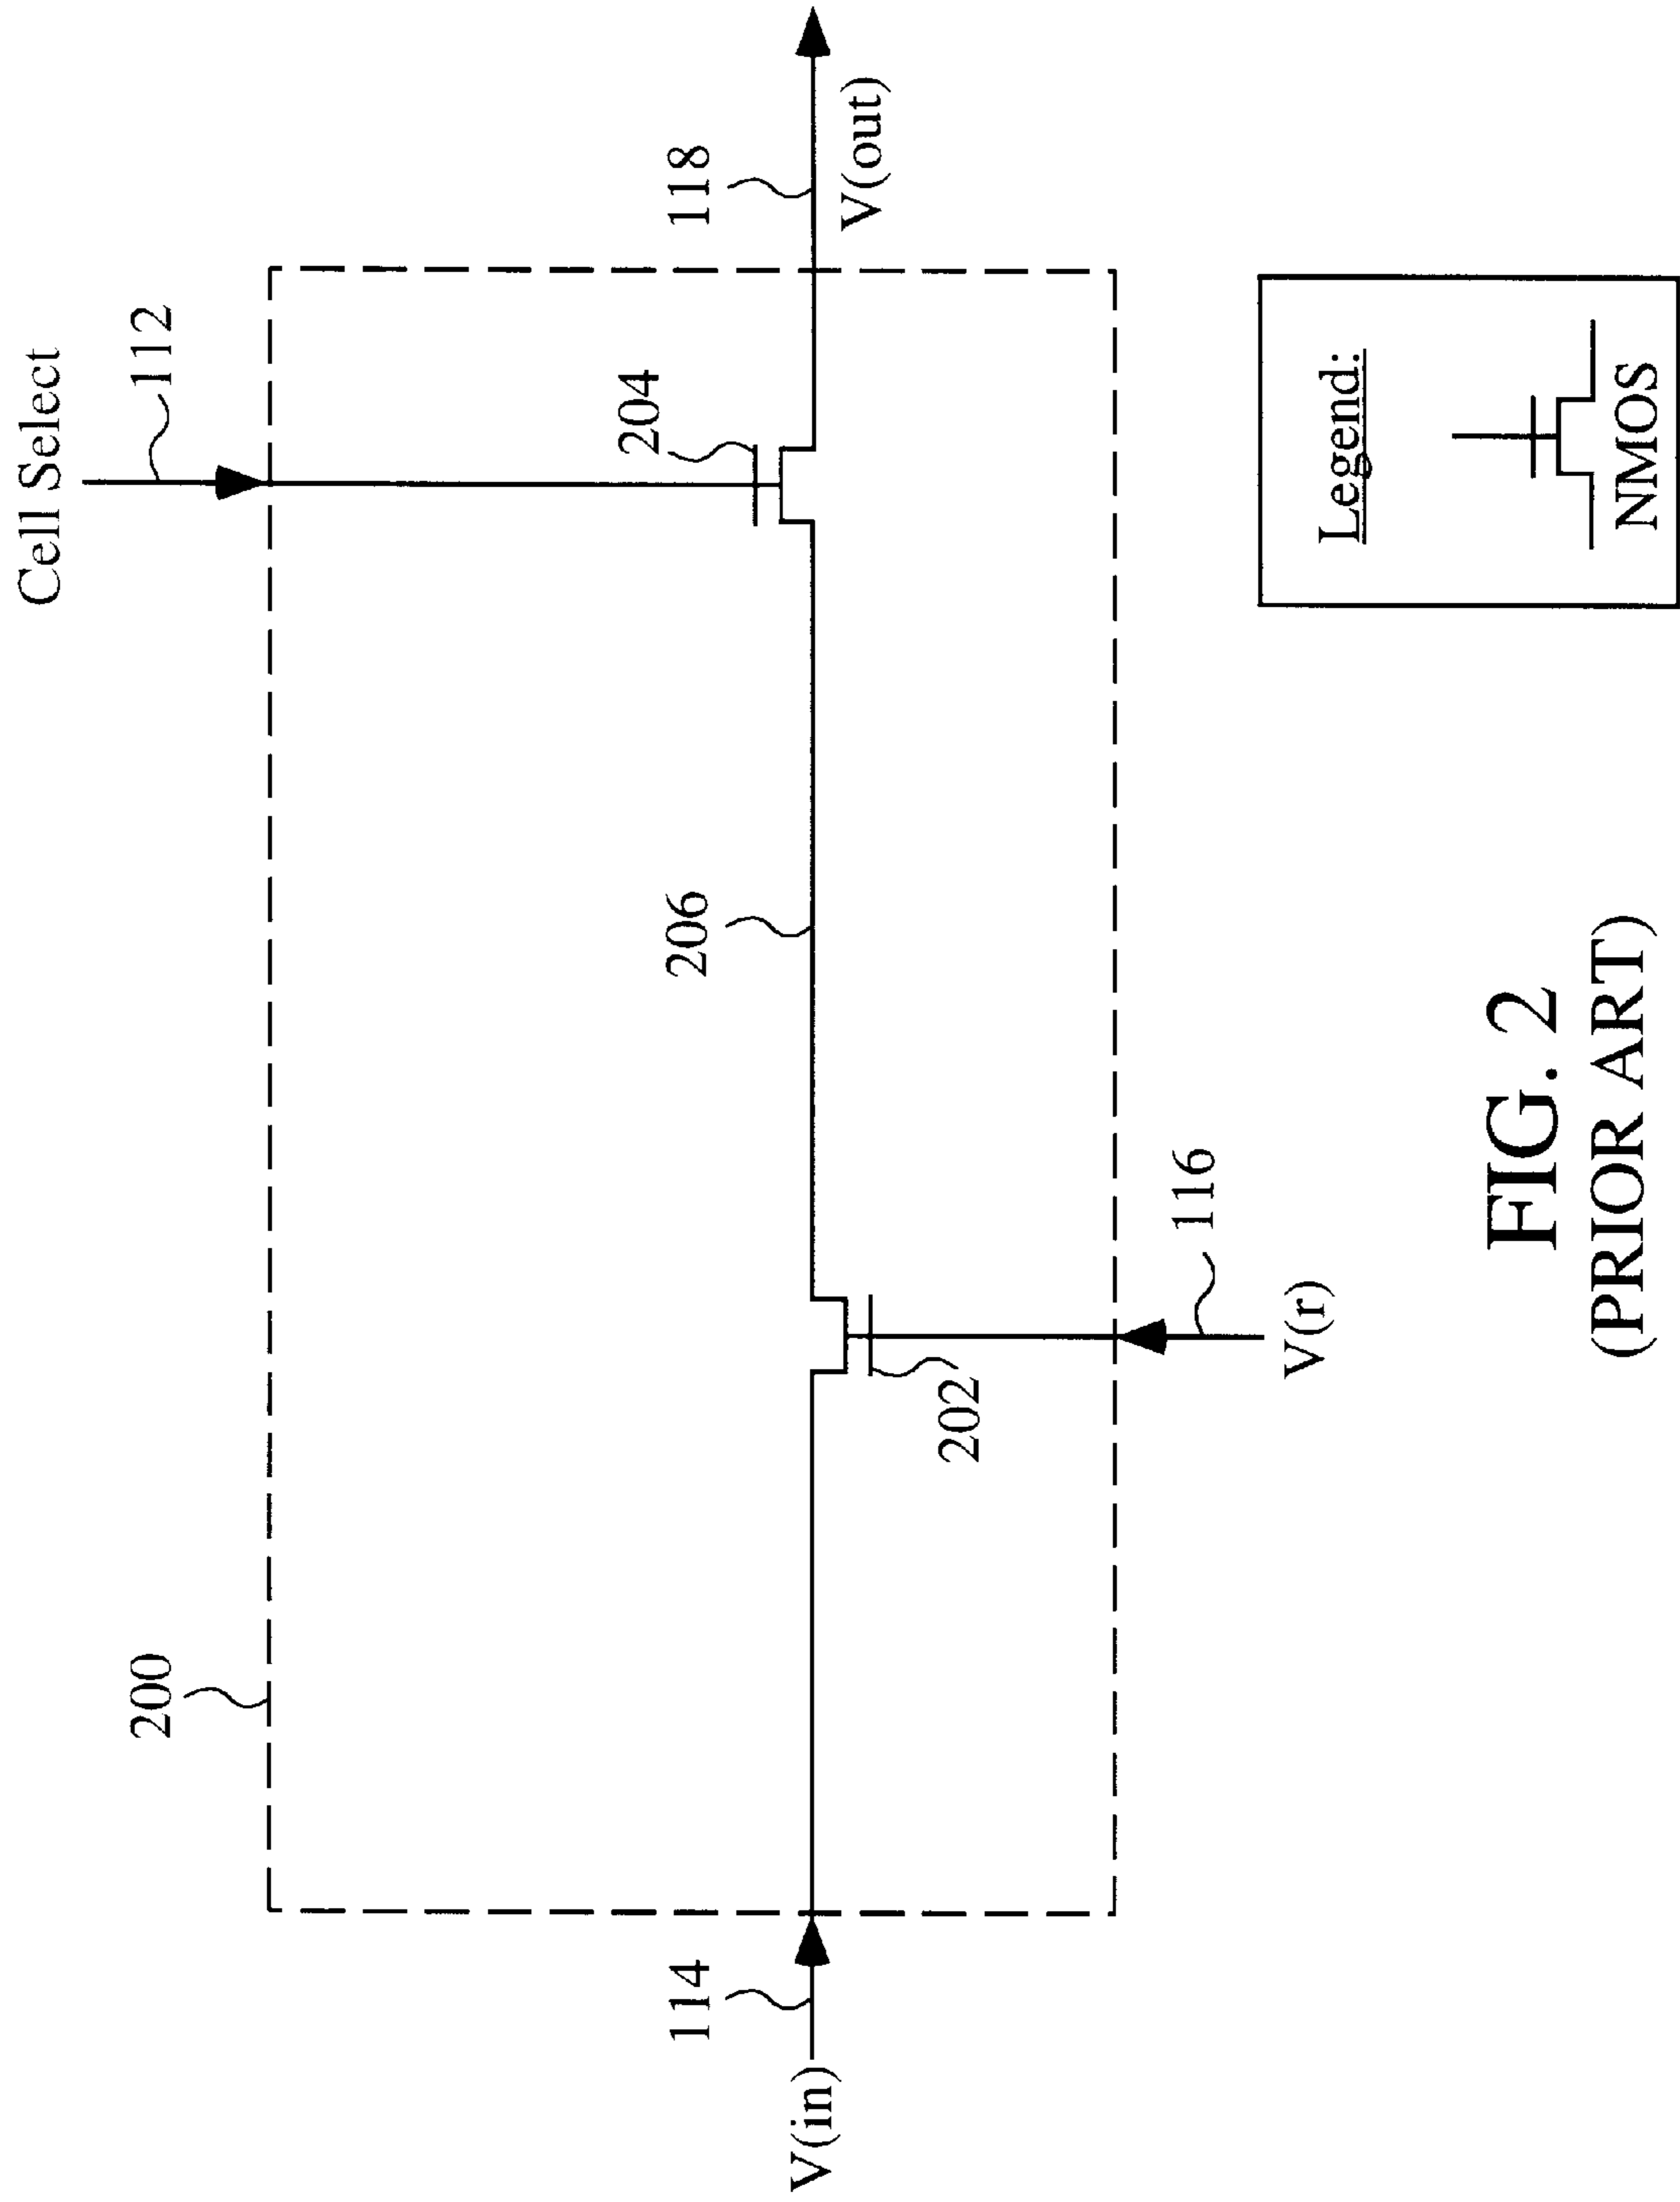 Cell Select
112
200
204
118
V(out)
206
114
V(in)
202
116
V(r)
Legend:
NMOS
FIG. 2
(PRIOR ART)